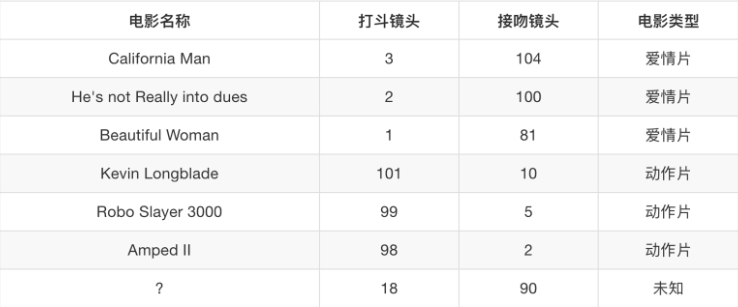 电影名称 打斗镜头 接吻镜头 电影类型
California Man 3 104 爱情片
He's not Really into dues 2 100 爱情片
Beautiful Woman 1 81 爱情片
Kevin Longblade 101 10 动作片
Robo Slayer 3000 99 5 动作片
Amped II 98 2 动作片
? 18 90 未知